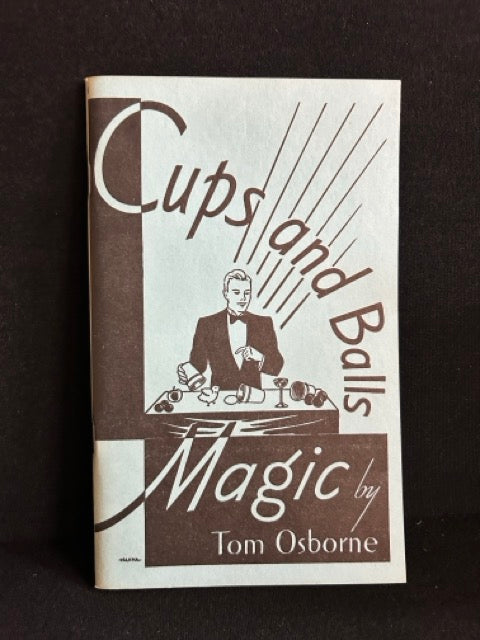 Cups
and
Balls
Magic by
Tom Osborne